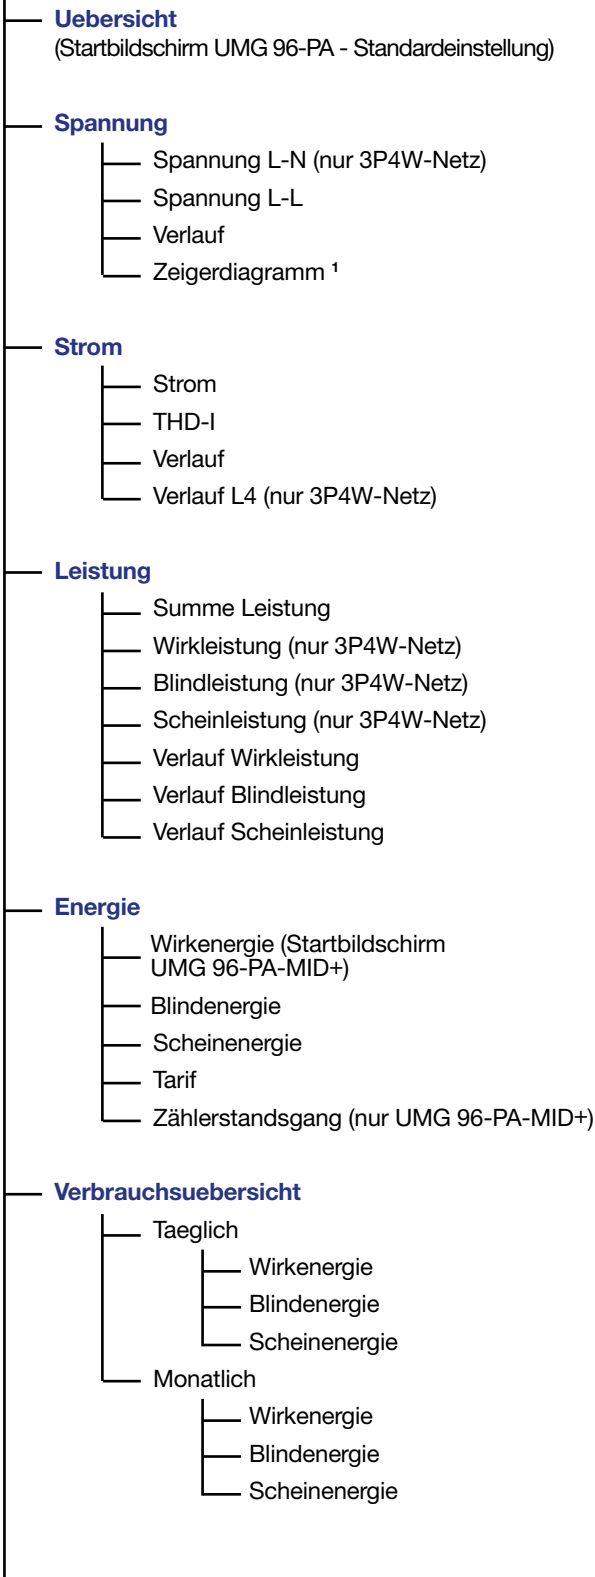 Uebersicht
(Startbildschirm UMG 96-PA - Standardeinstellung)
Spannung
Spannung L-N (nur 3P4W-Netz)
Spannung L-L
Verlauf
Zeigerdiagramm ¹
Strom
Strom
THD-I
Verlauf
Verlauf L4 (nur 3P4W-Netz)
Leistung
Summe Leistung
Wirkleistung (nur 3P4W-Netz)
Blindleistung (nur 3P4W-Netz)
Scheinleistung (nur 3P4W-Netz)
Verlauf Wirkleistung
Verlauf Blindleistung
Verlauf Scheinleistung
Energie
Wirkenergie (Startbildschirm
UMG 96-PA-MID+)
Blindenergie
Scheinenergie
Tarif
Zählerstandsgang (nur UMG 96-PA-MID+)
Verbrauchsuebersicht
Taeglich
Wirkenergie
Blindenergie
Scheinenergie
Monatlich
Wirkenergie
Blindenergie
Scheinenergie